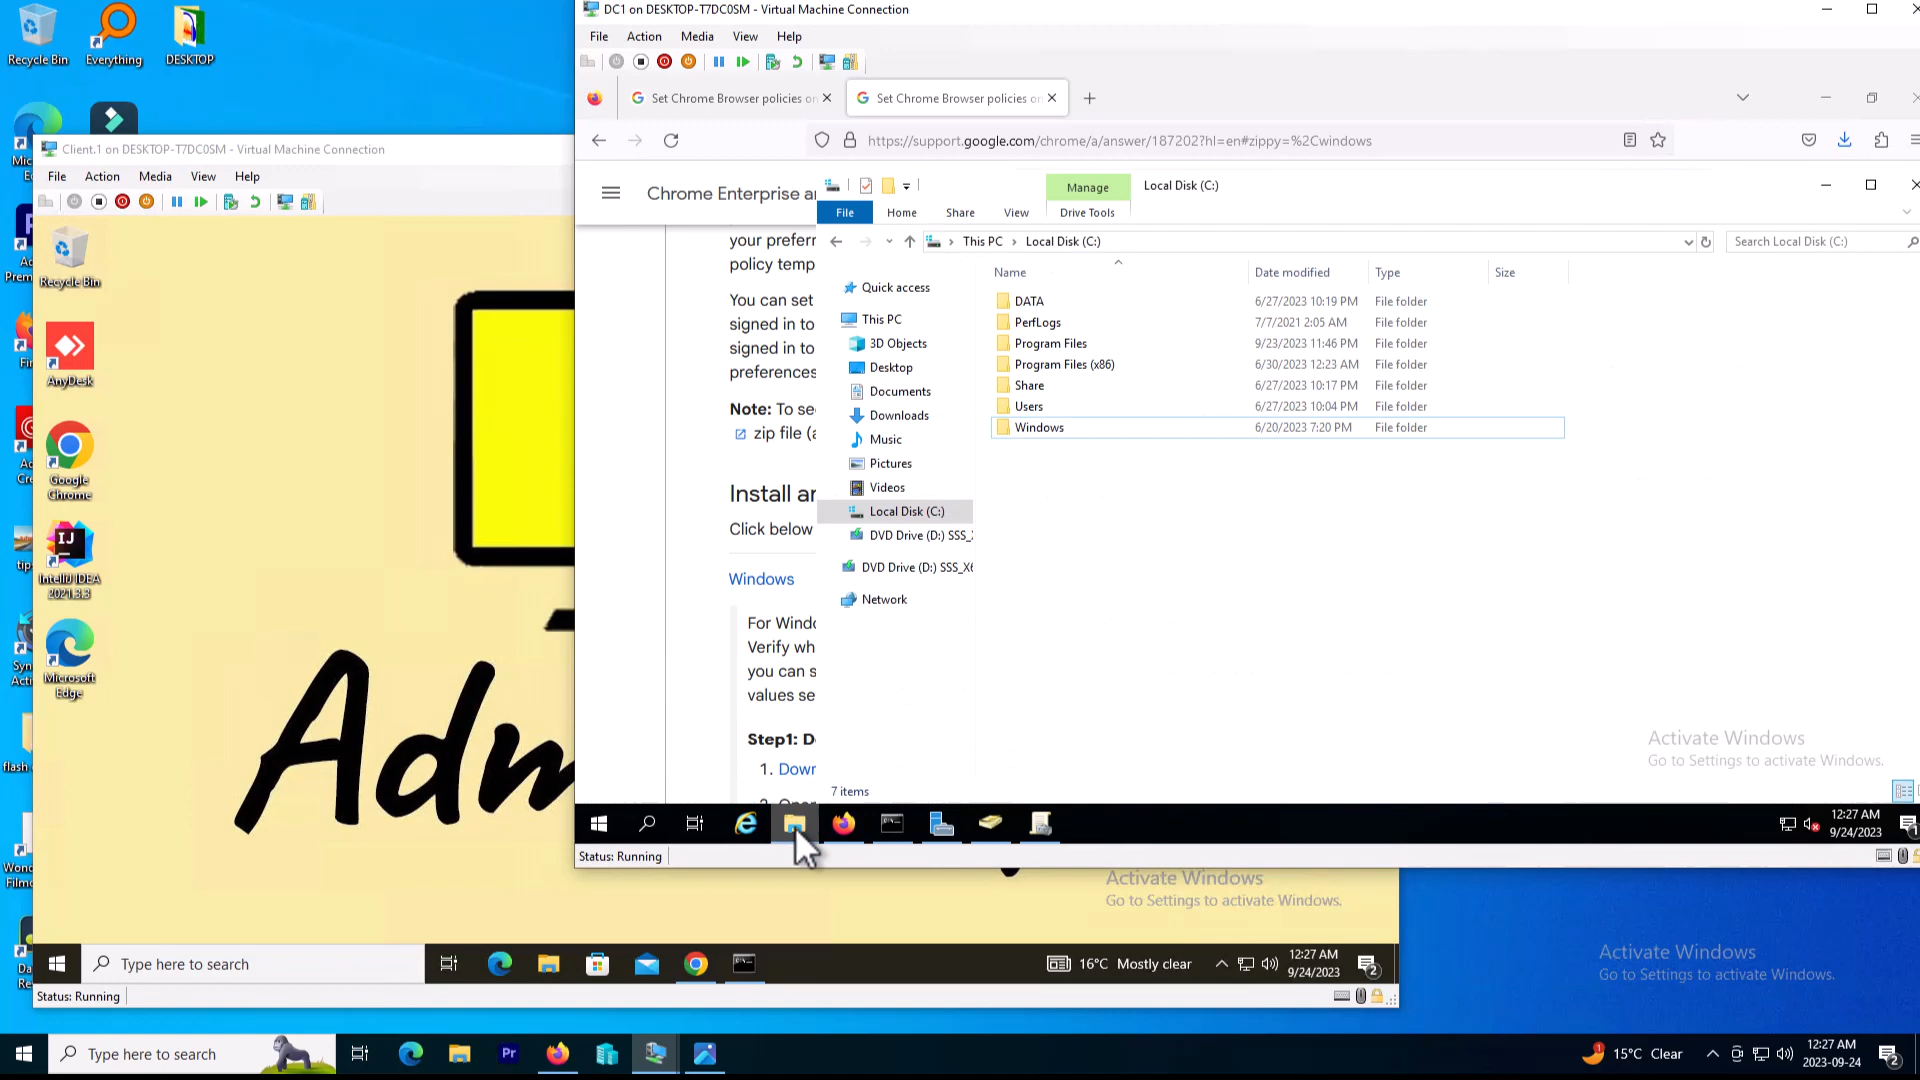 Recycle Bin
Everything
DESKTOP
DC1 on DESKTOP-T7DC0SM - Virtual Machine Connection
File Action Media View Help
Set Chrome Browser policies on
Set Chrome Browser policies on
https://support.google.com/chrome/a/answer/187202?hl=en#zippy=%2Cwindows
Chrome Enterprise
Manage
Local Disk (C:)
File Home Share View Drive Tools
This PC Local Disk (C:)
Search Local Disk (C:)
your
policy
You can set
signed in to
signed in to
preferences
Note: To
zip file
Install
Click below
Windows
For
Verify
you can
values
Step1:
1.
Quick access
This PC
3D Objects
Desktop
Documents
Downloads
Music
Pictures
Videos
Local Disk (C:)
DVD Drive (D:)
DVD Drive (D:)
Network
Name Date modified Type Size
DATA 6/27/2023 10:19 PM File folder
PerfLogs 7/7/2021 2:05 AM File folder
Program Files 9/23/2023 11:46 PM File folder
Program Files (x86) 6/30/2023 12:23 AM File folder
Share 6/27/2023 10:17 PM File folder
Users 6/27/2023 10:04 PM File folder
Windows 6/20/2023 7:20 PM File folder
7 items
Activate Windows
Go to Settings to activate Windows.
12:27 AM
9/24/2023
1
Status: Running
Client.1 on DESKTOP-T7DC0SM - Virtual Machine Connection
File Action Media View Help
Recycle Bin
AnyDesk
Google
Chrome
IJ
IntelliJ IDEA
2021.3.3
Microsoft
Edge
Activate Windows
Go to Settings to activate Windows.
Type here to search
16°C Mostly clear
12:27 AM
9/24/2023
2
Status: Running
Activate Windows
Go to Settings to activate Windows.
Type here to search
Pr
1
15°C Clear
12:27 AM
2023-09-24
2